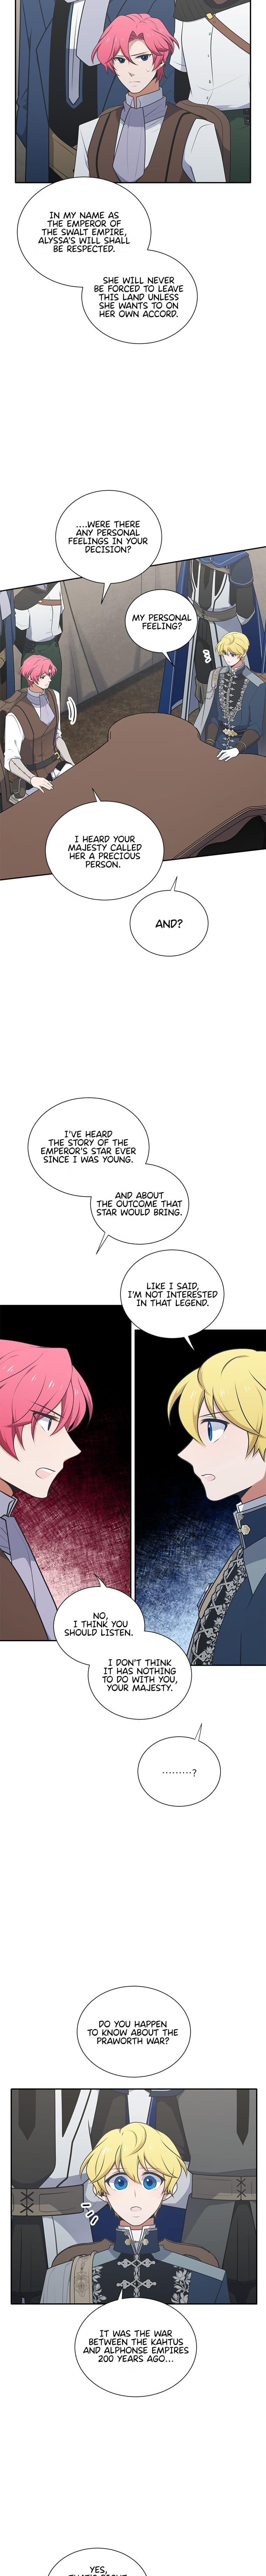 IN MY NAME AS
THE EMPEROR OF
THE SWALT EMPIRE,
ALYSSA'S WILL SHALL
BE RESPECTED.
SHE WILL NEVER
BE FORCED TO LEAVE
THIS LAND UNLESS
SHE WANTS TO ON
HER OWN ACCORD.
....WERE THERE
ANY PERSONAL
FEELINGS IN YOUR
DECISION?
MY PERSONAL
FEELING?
I HEARD YOUR
MAJESTY CALLED
HER A PRECIOUS
PERSON.
AND?
I'VE HEARD
THE STORY OF THE
EMPEROR'S STAR EVER
SINCE I WAS YOUNG.
AND ABOUT
THE OUTCOME THAT
STAR WOULD BRING.
LIKE I SAID,
I'M NOT INTERESTED
IN THAT LEGEND.
NO,
I THINK YOU
SHOULD LISTEN.
I DON'T THINK
IT HAS NOTHING
TO DO WITH YOU,
YOUR MAJESTY.
·········?
DO YOU HAPPEN
TO KNOW ABOUT THE
PRAWORTH WAR?
IT WAS THE WAR
BETWEEN THE KAHTUS
AND ALPHONSE EMPIRES
200 YEARS AGO...
YES,